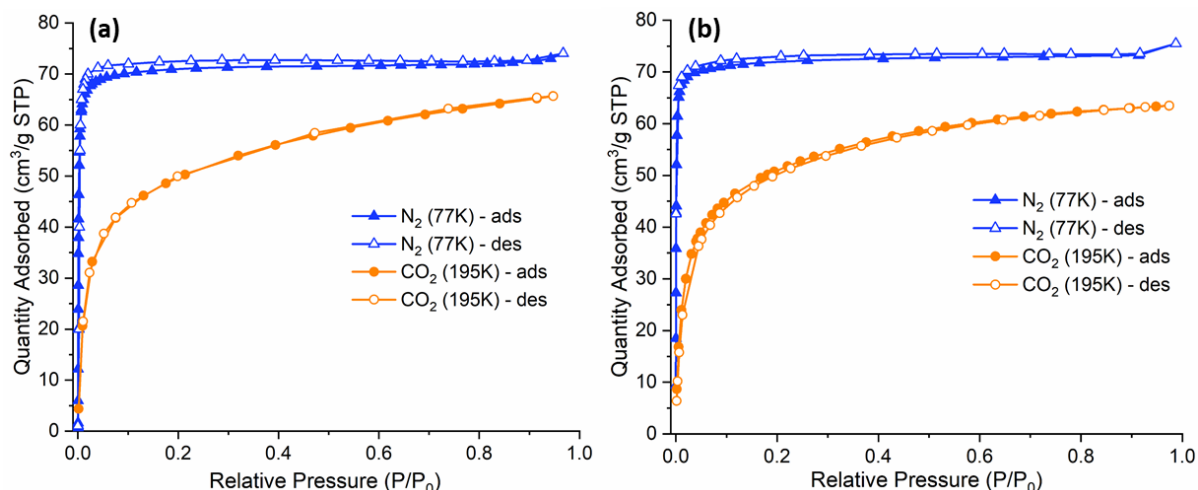 (a)
Quantity Adsorbed (cm³/g STP)
80
70
60
50
40
30
20
10
0
N₂ (77K) - ads
N₂ (77K) - des
CO₂ (195K) - ads
CO₂ (195K) - des
0.0 0.2 0.4 0.6 0.8 1.0
Relative Pressure (P/P₀)
(b)
Quantity Adsorbed (cm³/g STP)
80
70
60
50
40
30
20
10
0
N₂ (77K) - ads
N₂ (77K) - des
CO₂ (195K) - ads
CO₂ (195K) - des
0.0 0.2 0.4 0.6 0.8 1.0
Relative Pressure (P/P₀)